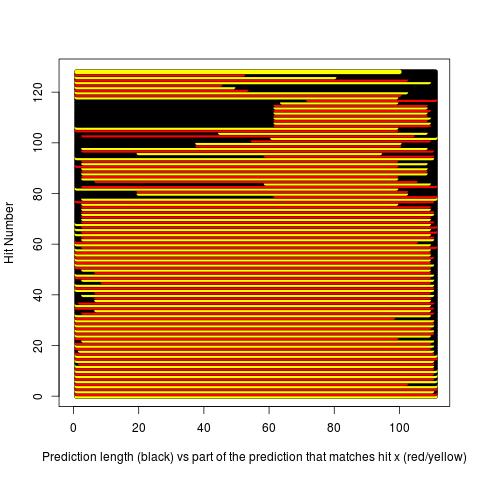 120
100
80
60
40
20
0
Hit Number
0 20 40 60 80 100
Prediction length (black) vs part of the prediction that matches hit x (red/yellow)